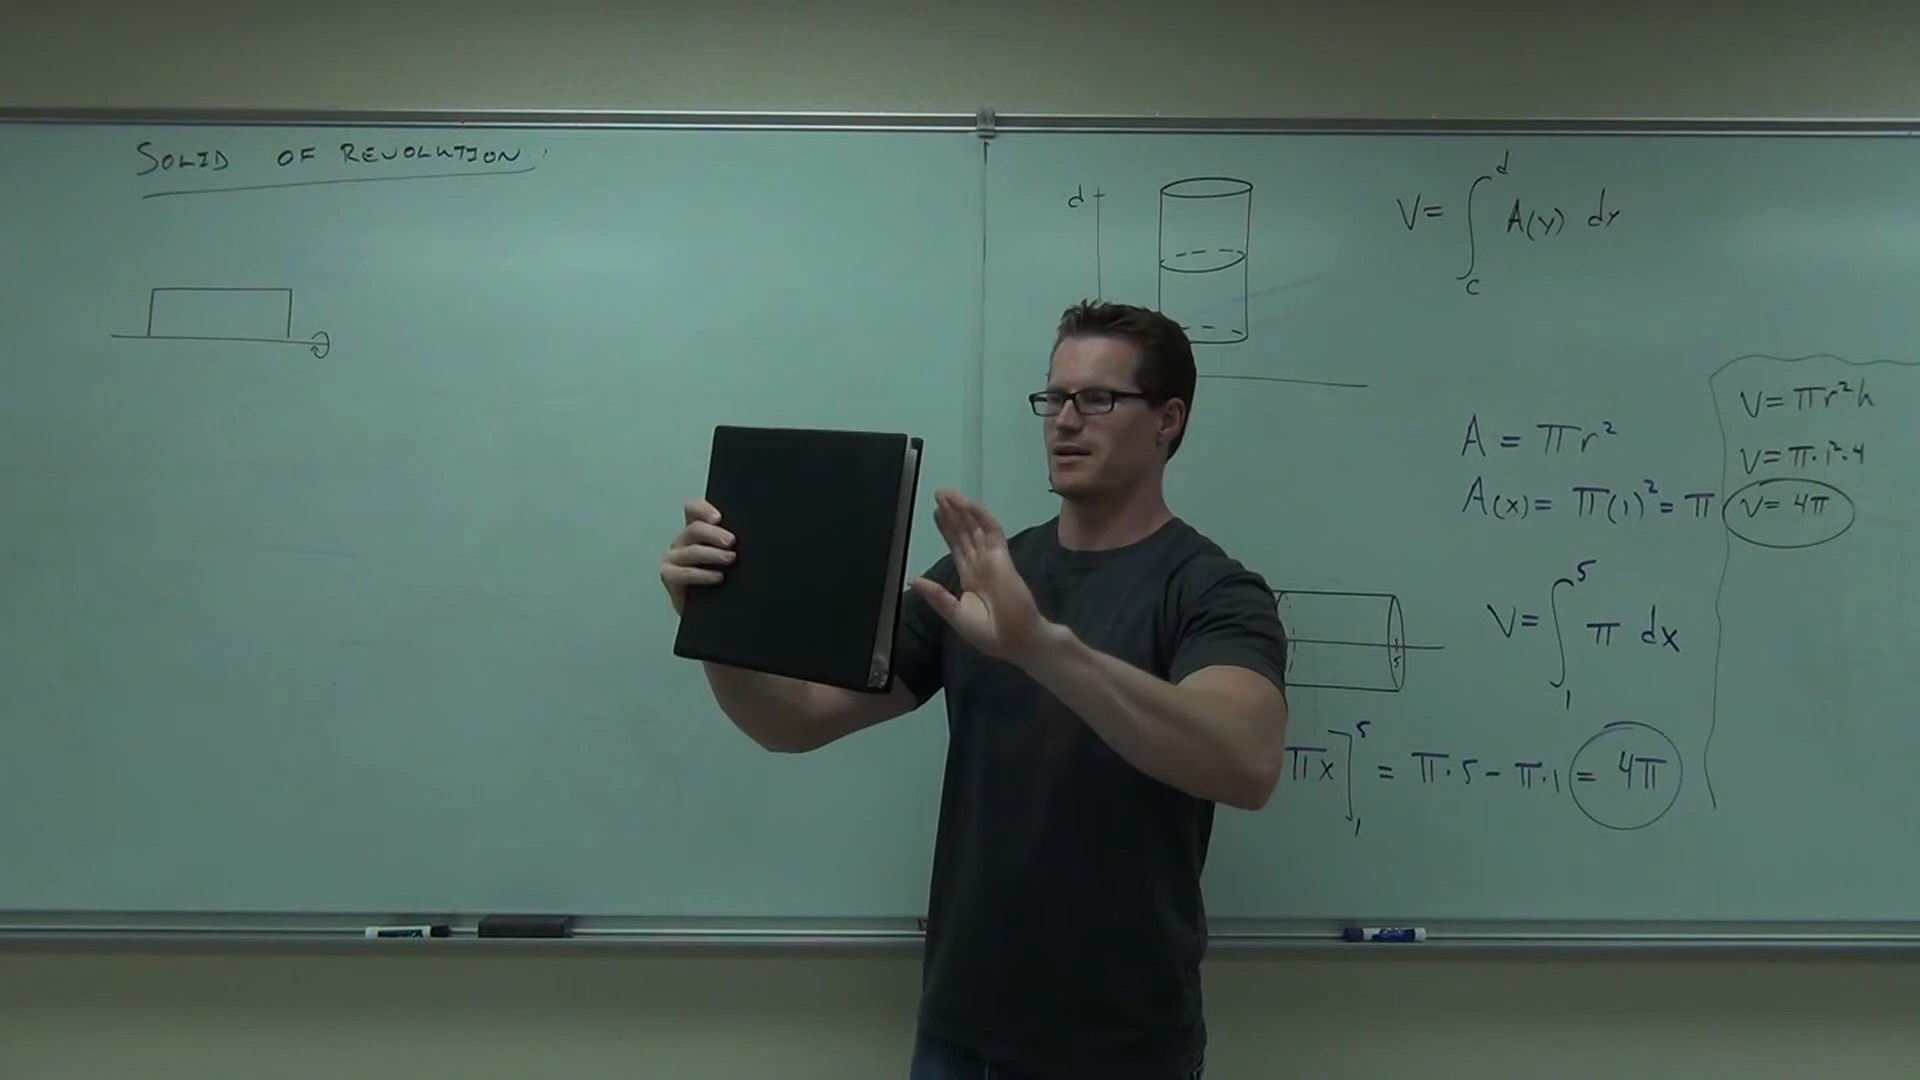 SOLID OF REVOLUTION:
d
V= ∫ d c A(y) dy
A = πr²
A(x)= π(1)² = π
5
V= ∫ 5 1 π dx
πx] 5 1 = π·5 - π·1 = 4π
V= πr²h
V= π·1²·4
V= 4π